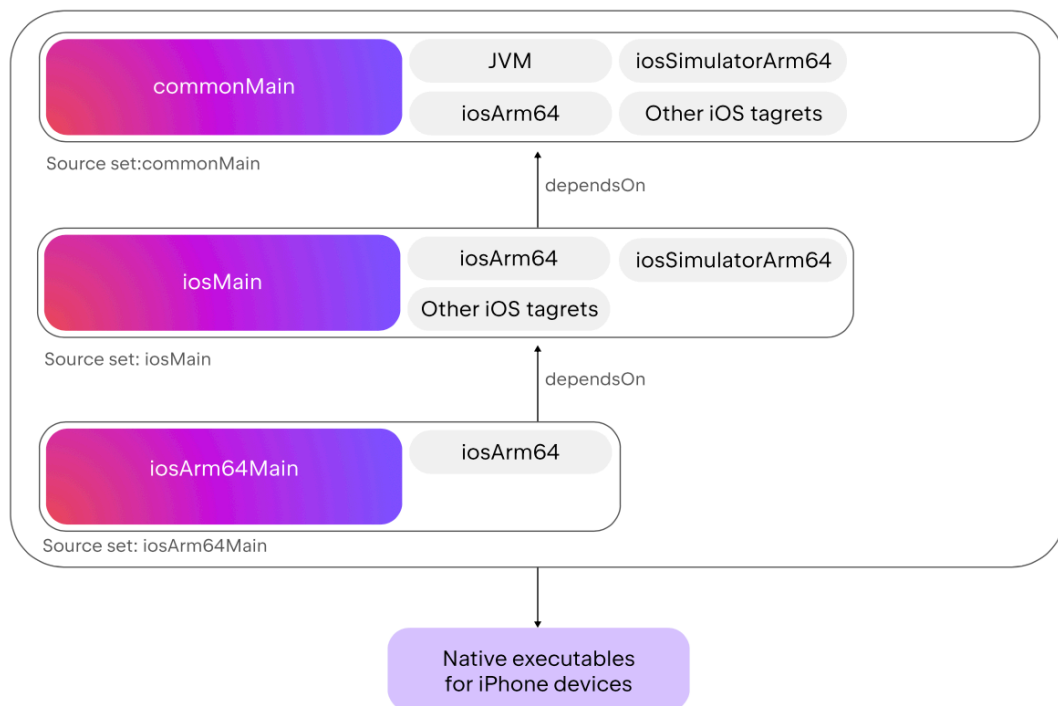 commonMain
JVM
iosSimulatorArm64
iosArm64
Other iOS tagrets
Source set:commonMain
dependsOn
iosMain
iosArm64
iosSimulatorArm64
Other iOS tagrets
Source set: iosMain
dependsOn
iosArm64Main
iosArm64
Source set: iosArm64Main
Native executables
for iPhone devices